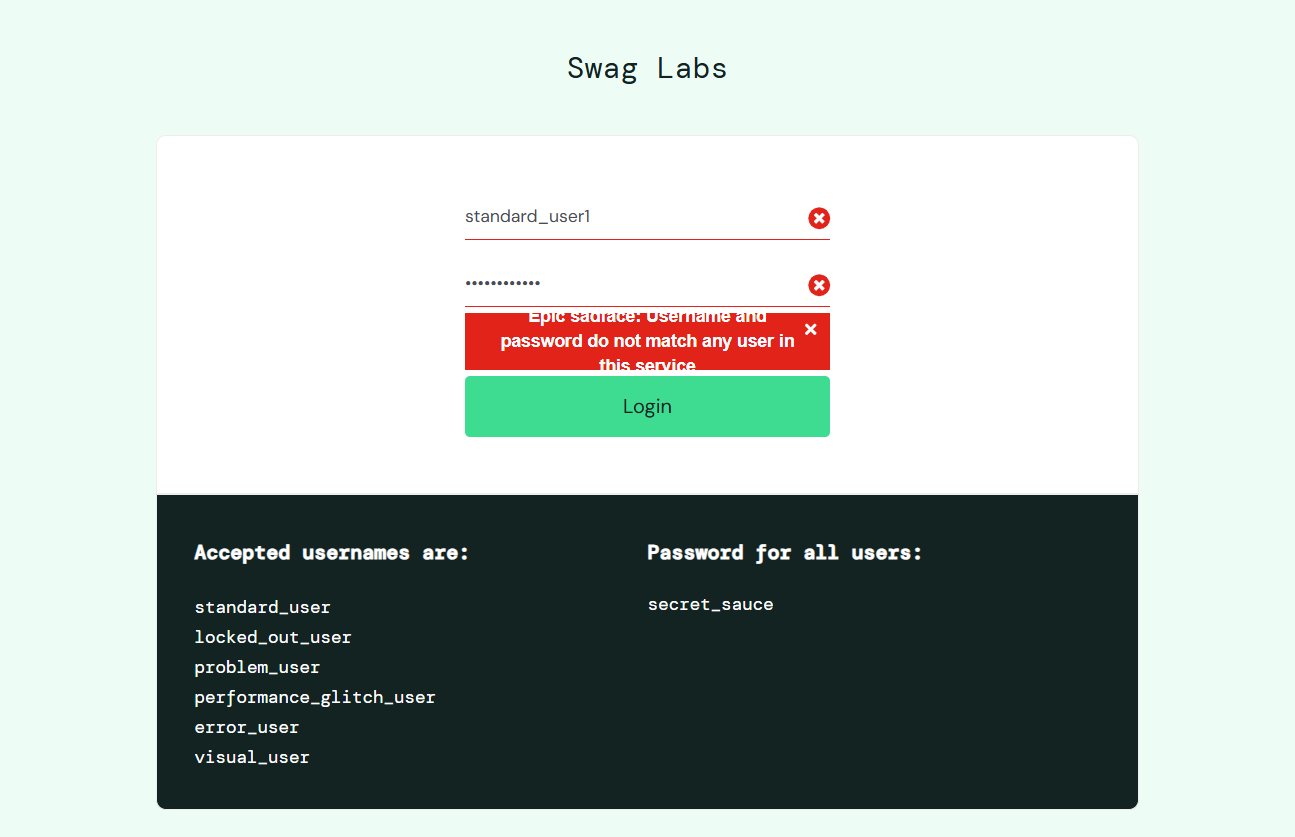 Swag Labs
standard_user1
••••••••••••
Epic sadface: Username and
password do not match any user in
this service
Login
Accepted usernames are:
standard_user
locked_out_user
problem_user
performance_glitch_user
error_user
visual_user
Password for all users:
secret_sauce